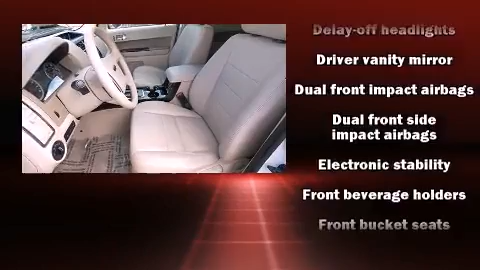 Delay-off headlights
Driver vanity mirror
Dual front impact airbags
Dual front side
impact airbags
Electronic stability
Front beverage holders
Front bucket seats